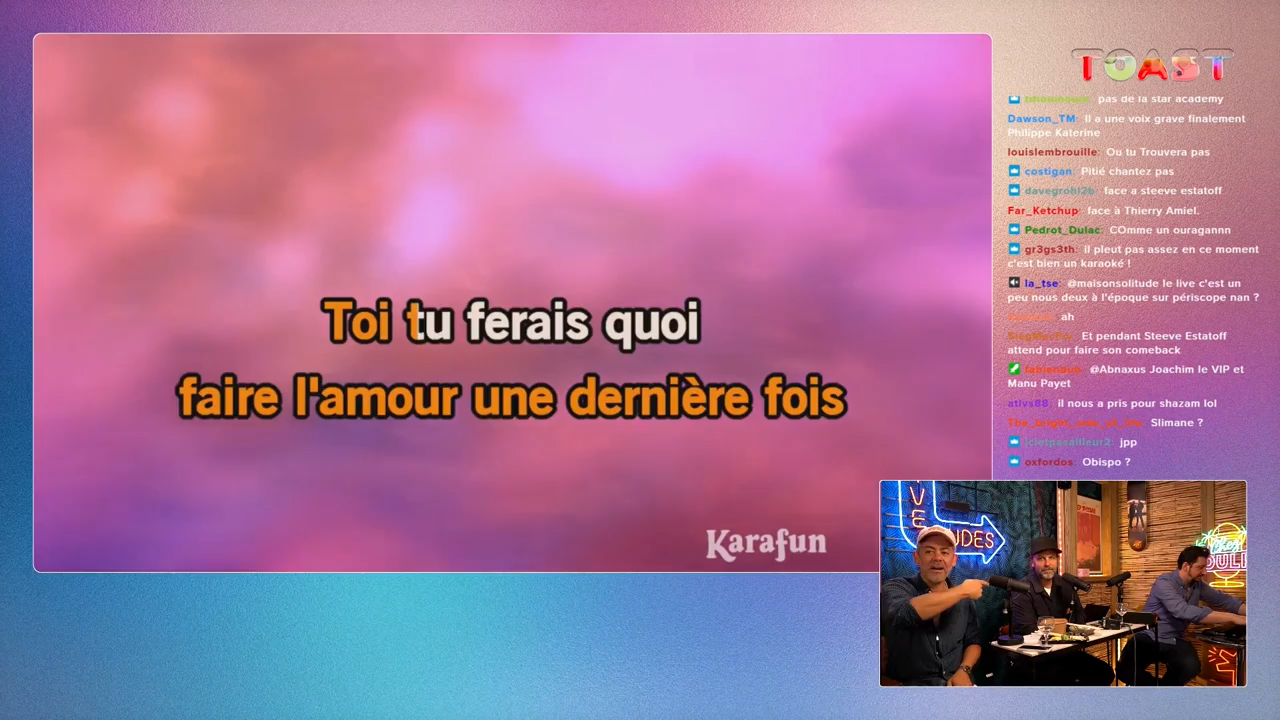 TOAST
pas de la star academy
Dawson_TM: Il a une voix grave finalement
Philippe Katerine
louislembrouille: Ou tu Trouvera pas
costigan: Pitié chantez pas
davegrohl26: face a steeve estatoff
Far_Ketchup: face à Thierry Amiel.
Pedrot_Dulac: COmme un ouragannn
gr3gs3th: il pleut pas assez en ce moment
c'est bien un karaoké !
la_tse: @maisonsolitude le live c'est un
peu nous deux à l'époque sur périscope nan ?
ah
Et pendant Steeve Estatoff
attend pour faire son comeback
@Abnaxus Joachim le VIP et
Manu Payet
ativs88: il nous a pris pour shazam lol
Slimane ?
jpp
oxfordos: Obispo ?
Toi tu ferais quoi
faire l'amour une dernière fois
Karafun
VE
UDES